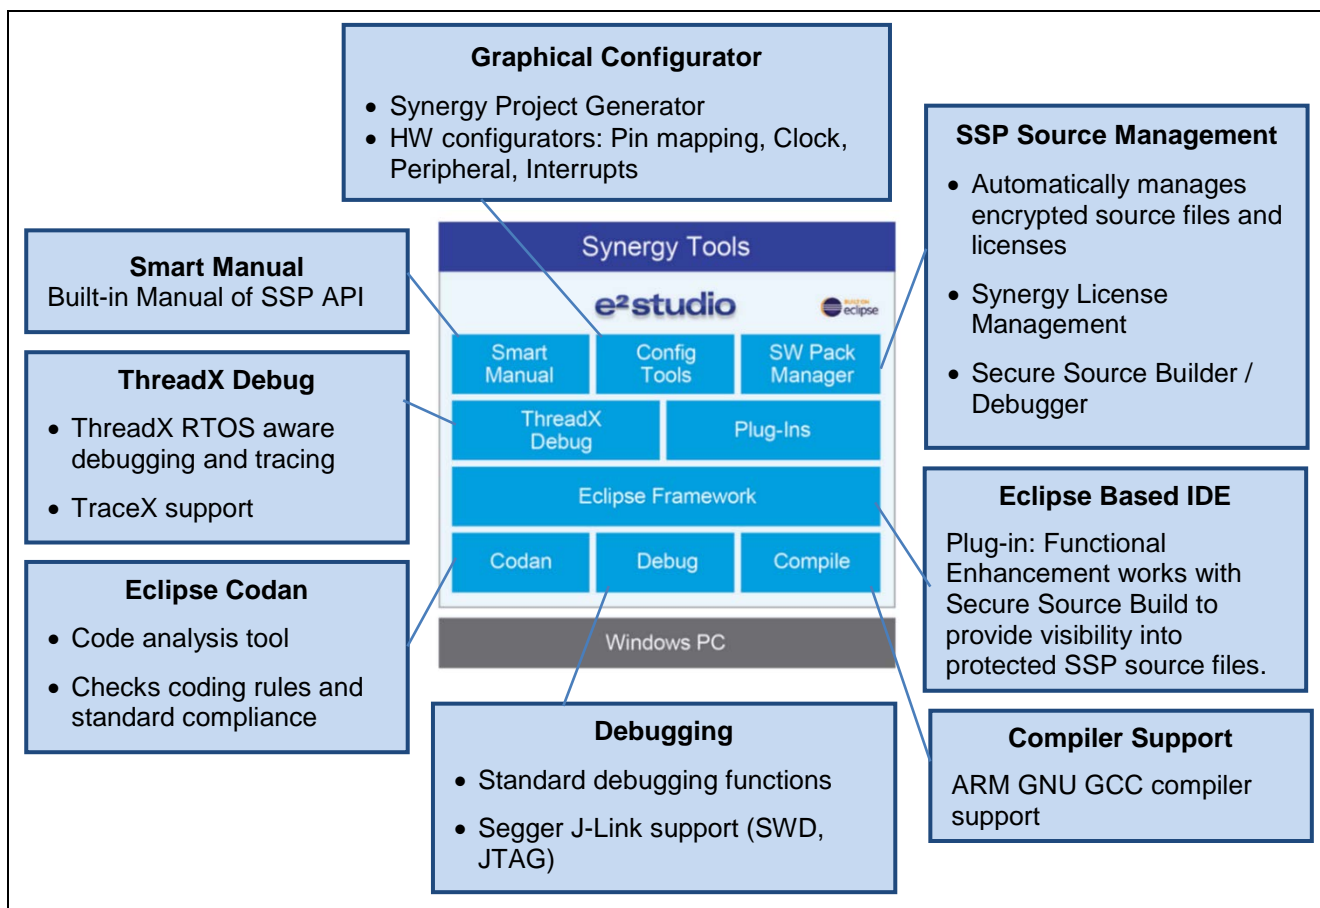 Graphical Configurator
• Synergy Project Generator
• HW configurators: Pin mapping, Clock,
Peripheral, Interrupts
SSP Source Management
• Automatically manages
encrypted source files and
licenses
• Synergy License
Management
• Secure Source Builder /
Debugger
Smart Manual
Built-in Manual of SSP API
ThreadX Debug
• ThreadX RTOS aware
debugging and tracing
• TraceX support
Eclipse Codan
• Code analysis tool
• Checks coding rules and
standard compliance
Synergy Tools
e² studio
BUILT ON
eclipse
Smart
Manual
Config
Tools
SW Pack
Manager
ThreadX
Debug
Plug-Ins
Eclipse Framework
Codan
Debug
Compile
Windows PC
Eclipse Based IDE
Plug-in: Functional
Enhancement works with
Secure Source Build to
provide visibility into
protected SSP source files.
Debugging
• Standard debugging functions
• Segger J-Link support (SWD,
JTAG)
Compiler Support
ARM GNU GCC compiler
support